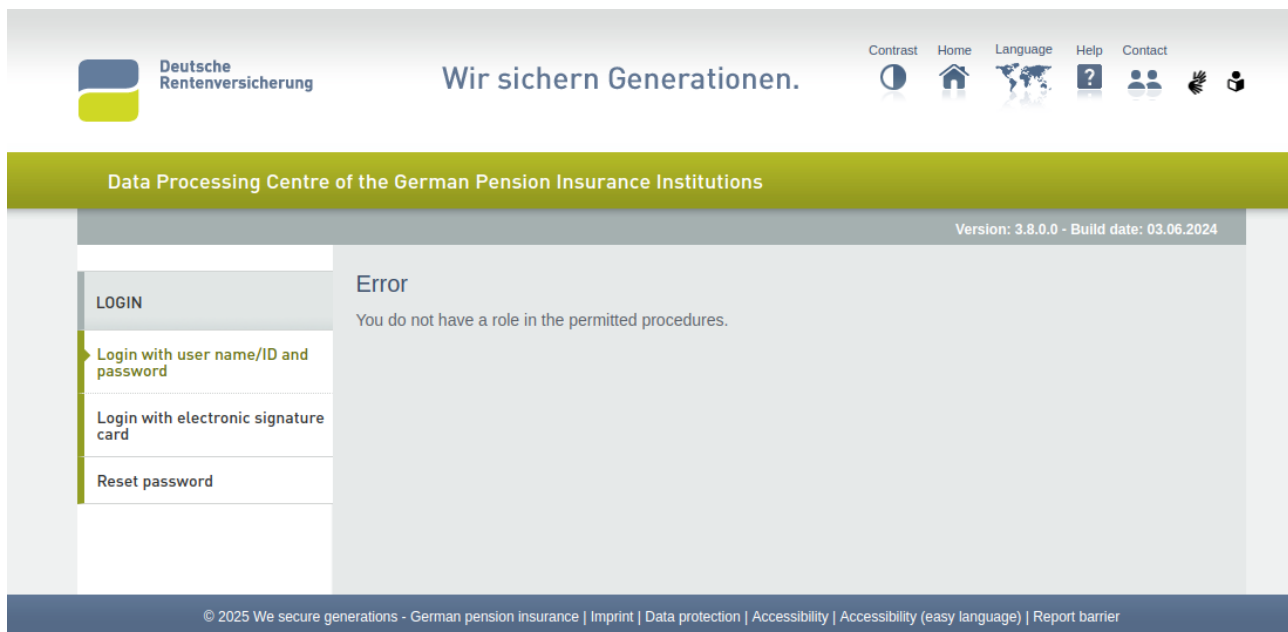 Deutsche
Rentenversicherung
Wir sichern Generationen.
Contrast Home Language Help Contact
?
Data Processing Centre of the German Pension Insurance Institutions
Version: 3.8.0.0 - Build date: 03.06.2024
LOGIN
Login with user name/ID and
password
Login with electronic signature
card
Reset password
Error
You do not have a role in the permitted procedures.
© 2025 We secure generations - German pension insurance | Imprint | Data protection | Accessibility | Accessibility (easy language) | Report barrier